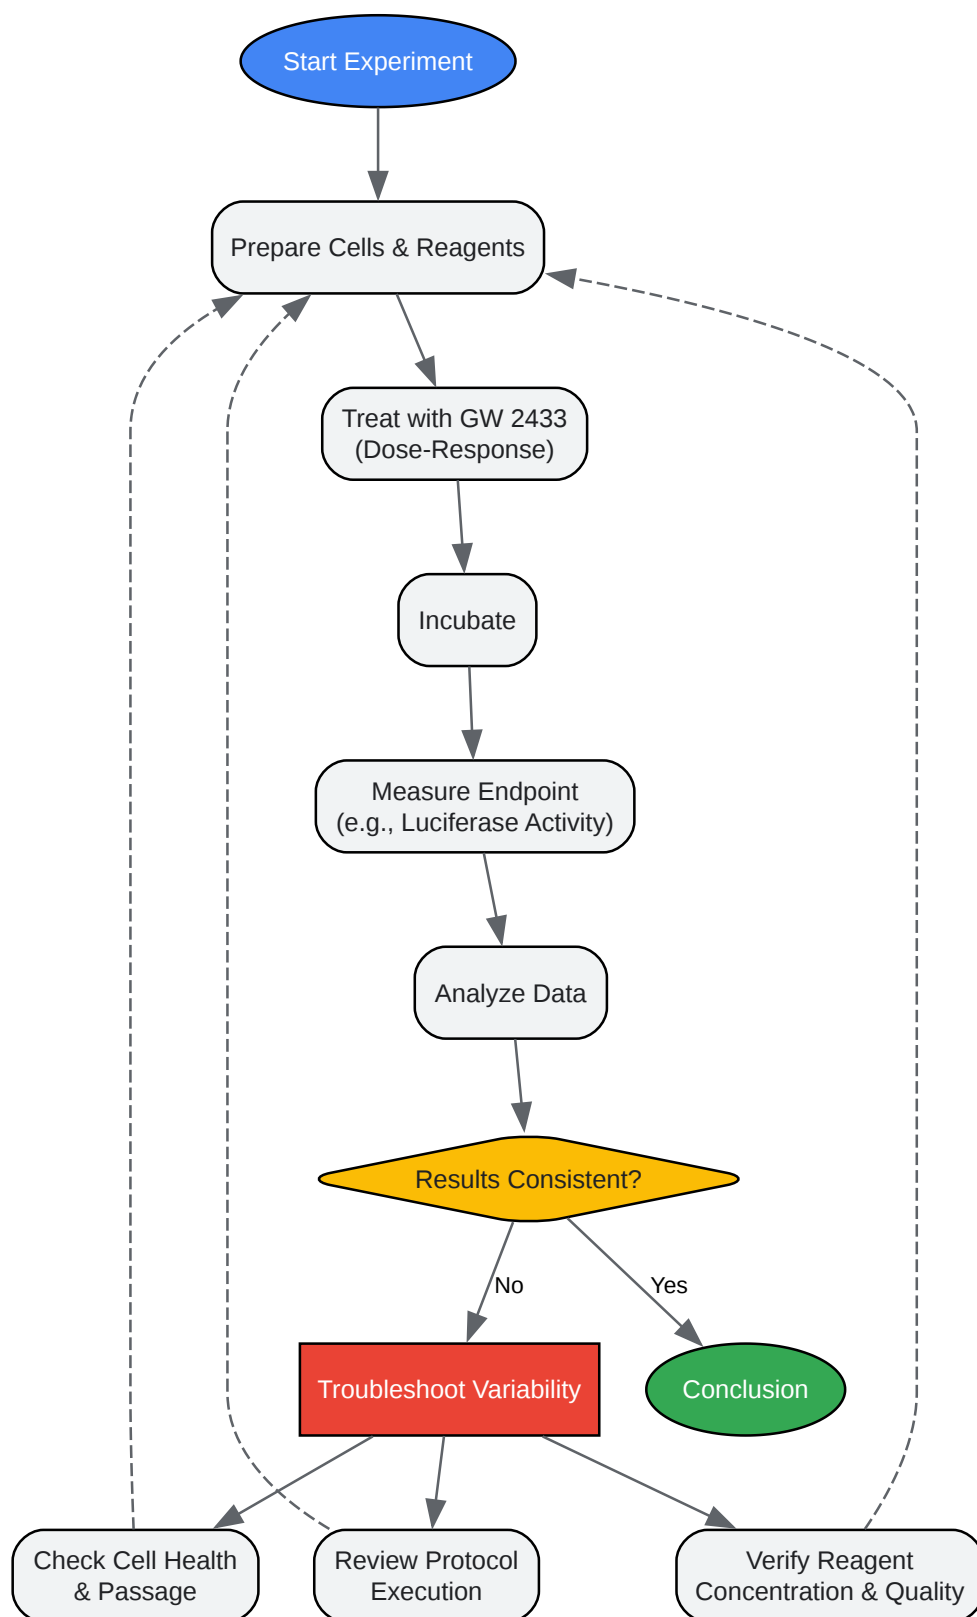 Start Experiment
Prepare Cells & Reagents
Treat with GW 2433
(Dose-Response)
Incubate
Measure Endpoint
(e.g., Luciferase Activity)
Analyze Data
Results Consistent?
No
Yes
Troubleshoot Variability
Conclusion
Check Cell Health
& Passage
Review Protocol
Execution
Verify Reagent
Concentration & Quality